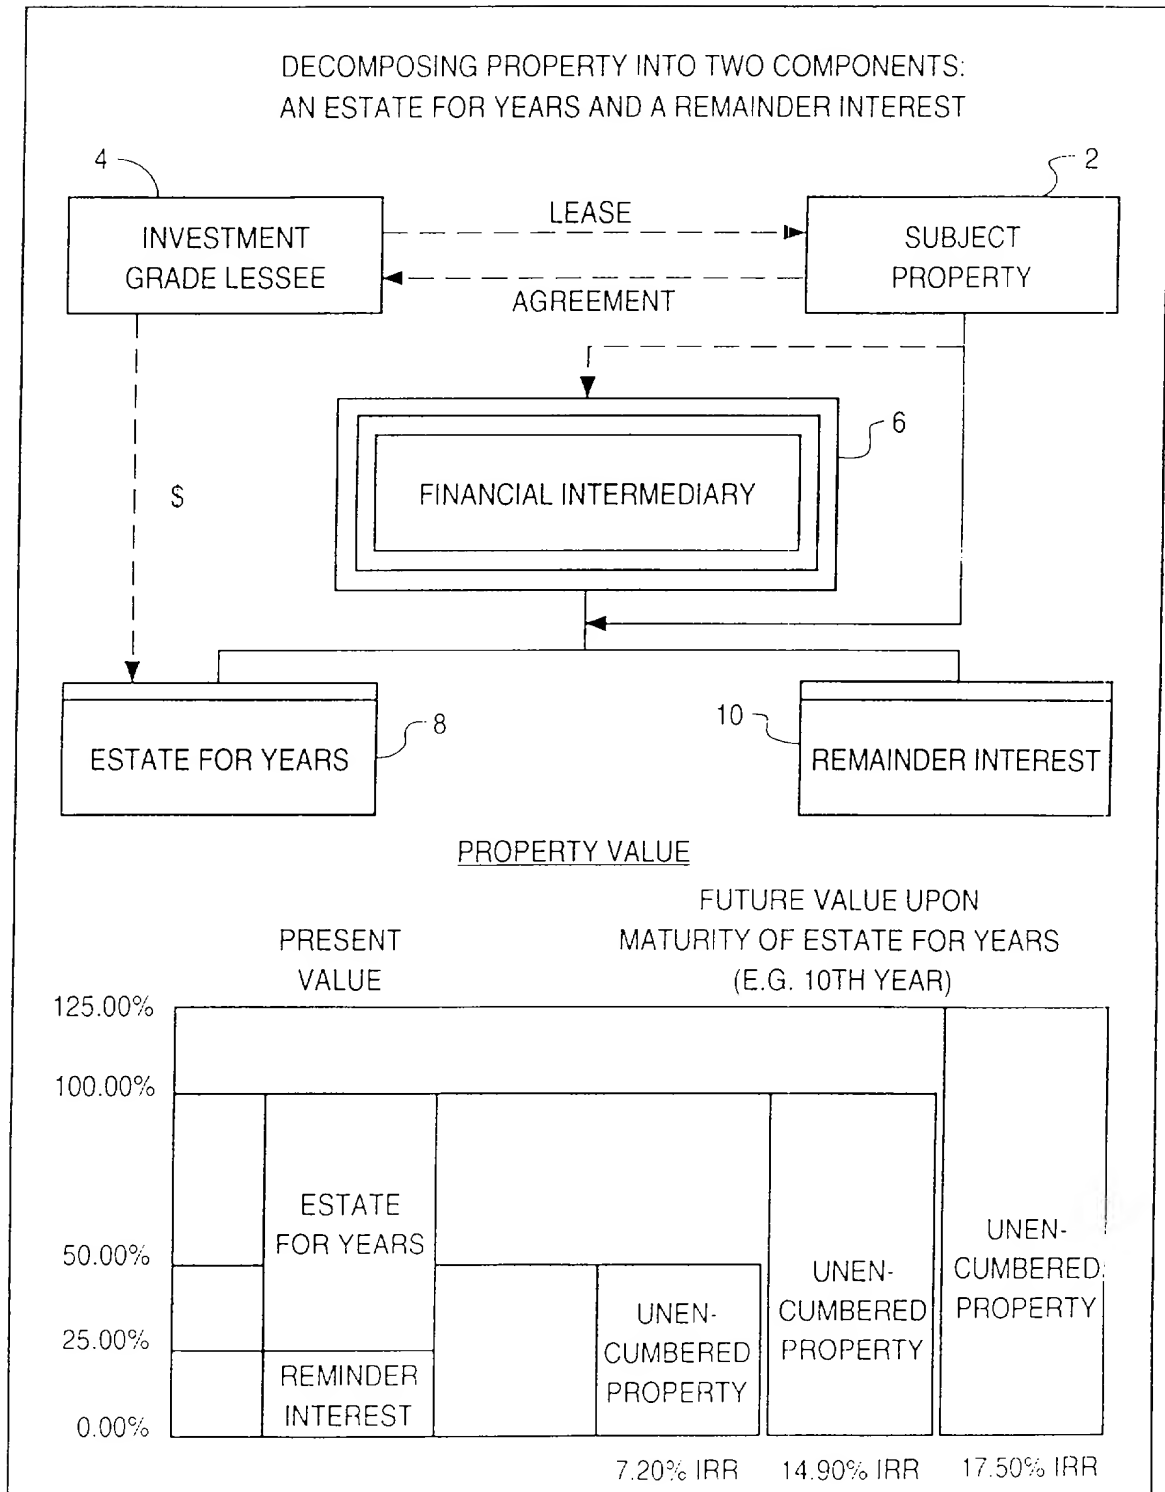 DECOMPOSING PROPERTY INTO TWO COMPONENTS:
AN ESTATE FOR YEARS AND A REMAINDER INTEREST
4
2
INVESTMENT
GRADE LESSEE
LEASE
AGREEMENT
SUBJECT
PROPERTY
6
FINANCIAL INTERMEDIARY
$
8
ESTATE FOR YEARS
10
REMAINDER INTEREST
PROPERTY VALUE
PRESENT
VALUE
FUTURE VALUE UPON
MATURITY OF ESTATE FOR YEARS
(E.G. 10TH YEAR)
125.00%
100.00%
50.00%
25.00%
0.00%
ESTATE
FOR YEARS
REMINDER
INTEREST
UNEN-
CUMBERED
PROPERTY
UNEN-
CUMBERED
PROPERTY
UNEN-
CUMBERED
PROPERTY
7.20% IRR
14.90% IRR
17.50% IRR